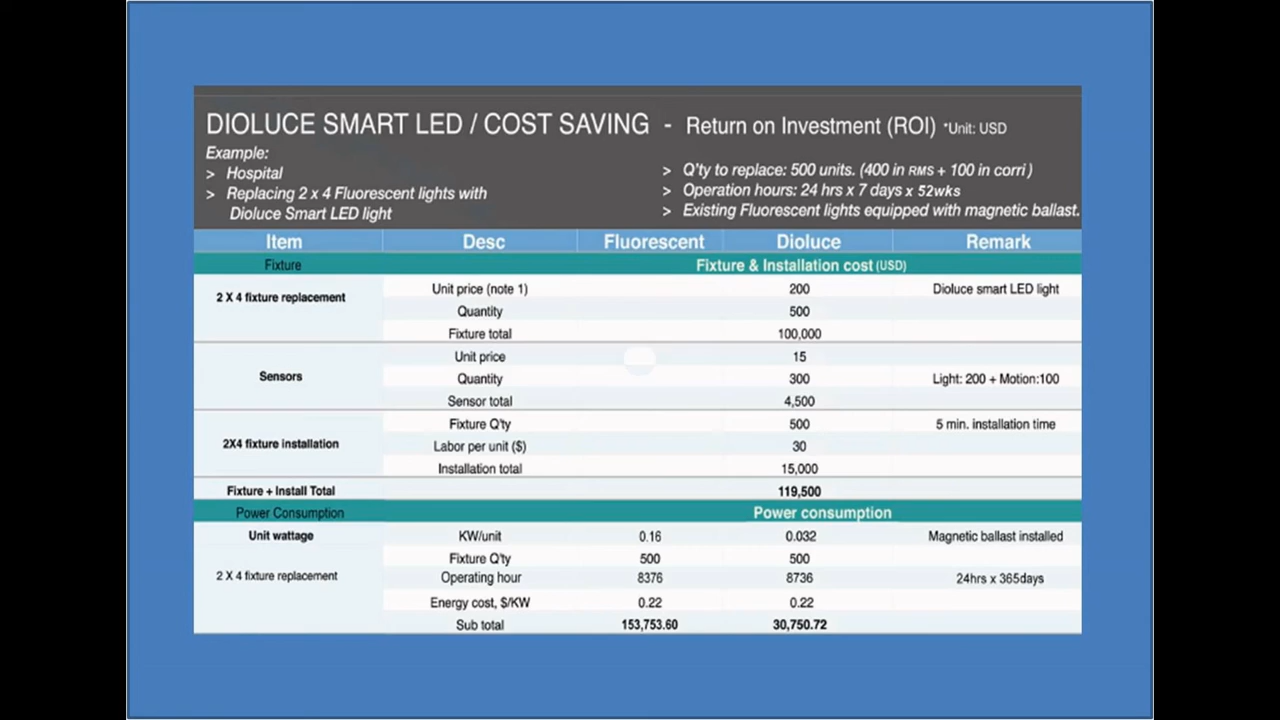 DIOLUCE SMART LED / COST SAVING - Return on Investment (ROI) *Unit: USD
Example:
> Hospital
> Replacing 2 x 4 Fluorescent lights with
Dioluce Smart LED light
> Q'ty to replace: 500 units. (400 in RMS + 100 in corri )
> Operation hours: 24 hrs x 7 days x 52wks
> Existing Fluorescent lights equipped with magnetic ballast.
Item Desc Fluorescent Dioluce Remark
Fixture Fixture & Installation cost (USD)
2 X 4 fixture replacement Unit price (note 1) 200 Dioluce smart LED light
Quantity 500
Fixture total 100,000
Unit price 15
Sensors Quantity 300 Light: 200 + Motion:100
Sensor total 4,500
Fixture Q'ty 500 5 min. installation time
2X4 fixture installation Labor per unit ($) 30
Installation total 15,000
Fixture + Install Total 119,500
Power Consumption Power consumption
Unit wattage KW/unit 0.16 0.032 Magnetic ballast installed
Fixture Q'ty 500 500
2 X 4 fixture replacement Operating hour 8376 8736 24hrs x 365days
Energy cost, $/KW 0.22 0.22
Sub total 153,753.60 30,750.72